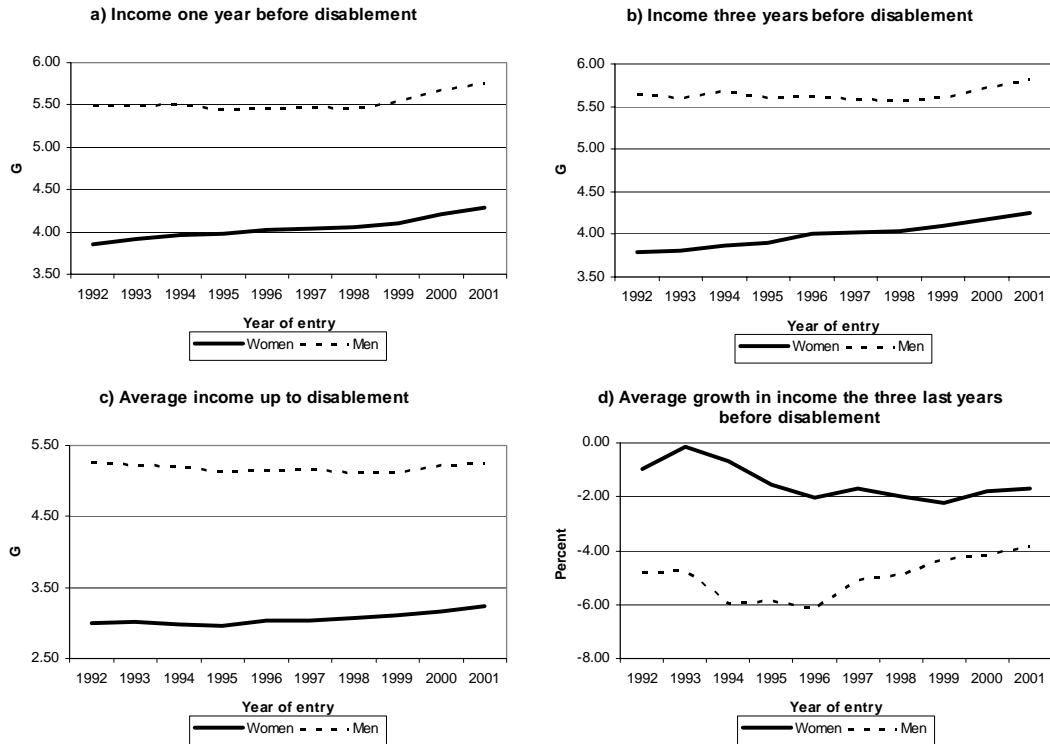 a) Income one year before disablement
6.00
5.50
5.00
4.50
4.00
3.50
G
1992 1993 1994 1995 1996 1997 1998 1999 2000 2001
Year of entry
Women Men
b) Income three years before disablement
6.00
5.50
5.00
4.50
4.00
3.50
G
1992 1993 1994 1995 1996 1997 1998 1999 2000 2001
Year of entry
Women Men
c) Average income up to disablement
5.50
4.50
3.50
2.50
G
1992 1993 1994 1995 1996 1997 1998 1999 2000 2001
Year of entry
Women Men
d) Average growth in income the three last years
before disablement
0.00
-2.00
-4.00
-6.00
-8.00
Percent
1992 1993 1994 1995 1996 1997 1998 1999 2000 2001
Year of entry
Women Men